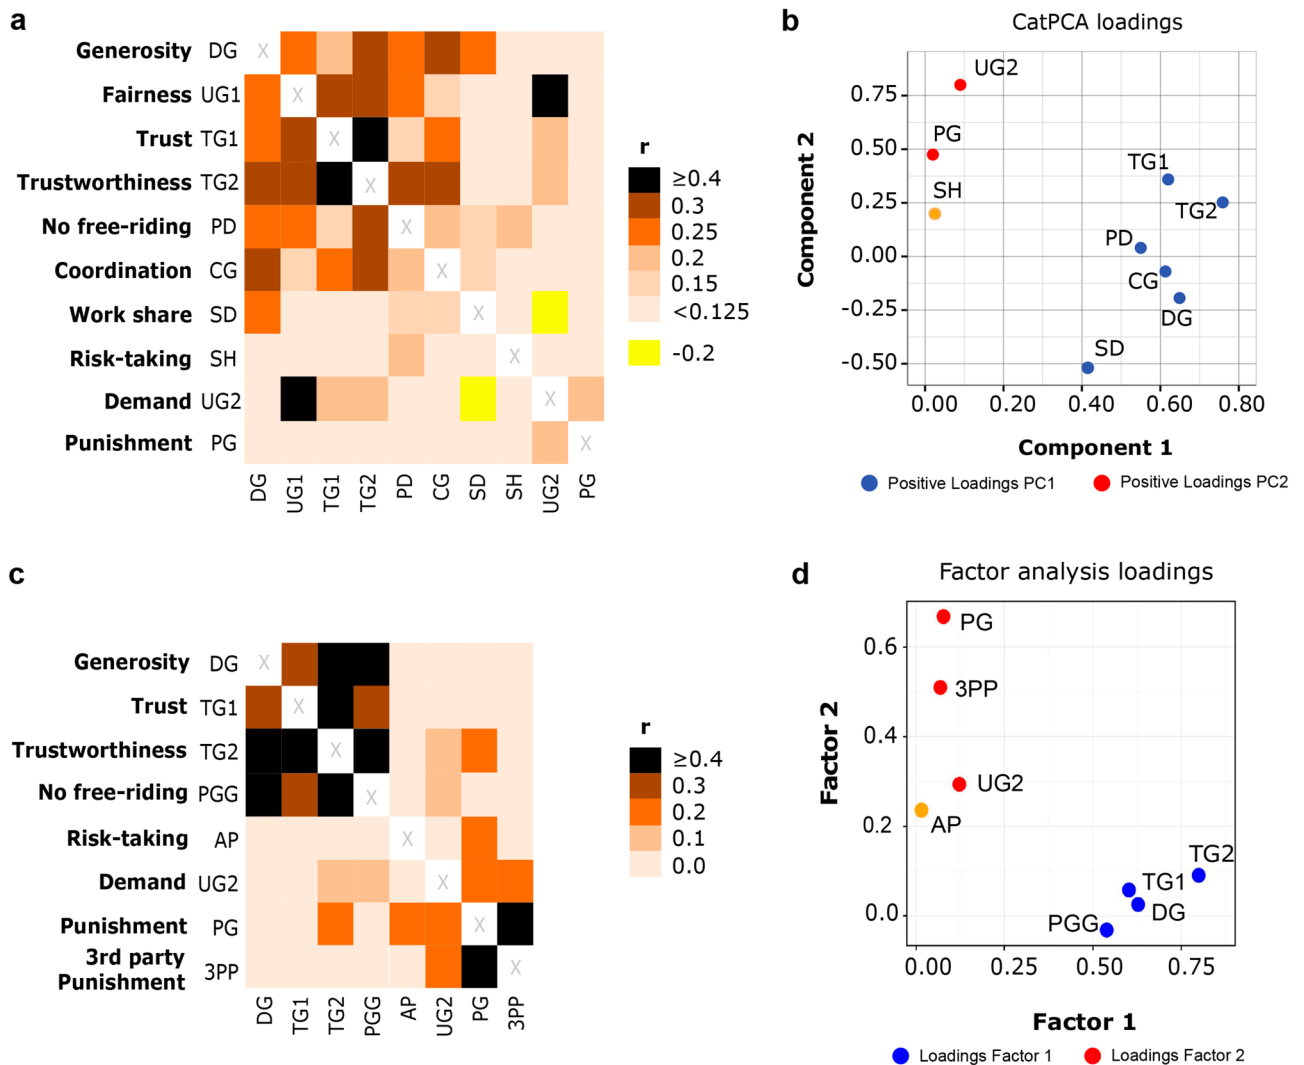 a
Generosity DG X
Fairness UG1 X
Trust TG1 X
Trustworthiness TG2 X
No free-riding PD X
Coordination CG X
Work share SD X
Risk-taking SH X
Demand UG2 X
Punishment PG X
DG UG1 TG1 TG2 PD CG SD SH UG2 PG
r
≥0.4
0.3
0.25
0.2
0.15
<0.125
-0.2
b
CatPCA loadings
Component 2
0.75
0.50
0.25
0.00
-0.25
-0.50
UG2
PG
SH
TG1
TG2
PD
CG
DG
SD
0.00 0.20 0.40 0.60 0.80
Component 1
Positive Loadings PC1 Positive Loadings PC2
c
Generosity DG X
Trust TG1 X
Trustworthiness TG2 X
No free-riding PGG X
Risk-taking AP X
Demand UG2 X
Punishment PG X
3rd party
Punishment 3PP X
DG TG1 TG2 PGG AP UG2 PG 3PP
r
≥0.4
0.3
0.2
0.1
0.0
d
Factor analysis loadings
Factor 2
0.6
0.4
0.2
0.0
PG
3PP
UG2
AP
TG2
TG1
DG
PGG
0.00 0.25 0.50 0.75
Factor 1
Loadings Factor 1 Loadings Factor 2